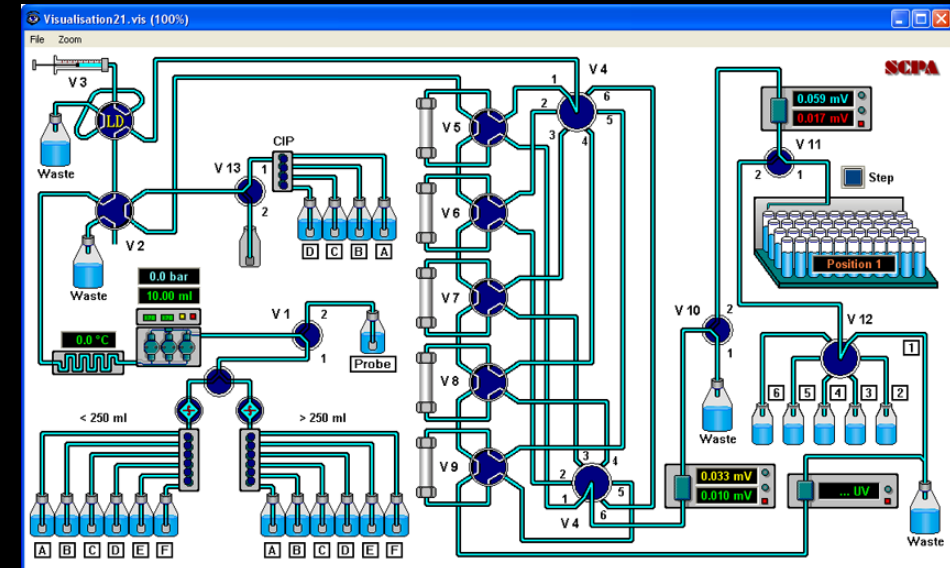 Visualisation21.vis (100%)
File Zoom
SCPA
V 3
LD
Waste
V 2
Waste
CIP
V 13
1
2
D C B A
0.0 bar
10.00 ml
0.0 °C
V 1
2
1
Probe
< 250 ml
> 250 ml
A B C D E F
A B C D E F
V 4
1
2
3
4
5
6
V 5
V 6
V 7
V 8
V 9
3
4
2
5
1
6
V 4
0.059 mV
0.017 mV
V 11
2
1
Step
Position 1
V 10
2
1
Waste
V 12
1
6 5 4 3 2
0.033 mV
0.010 mV
... UV
Waste